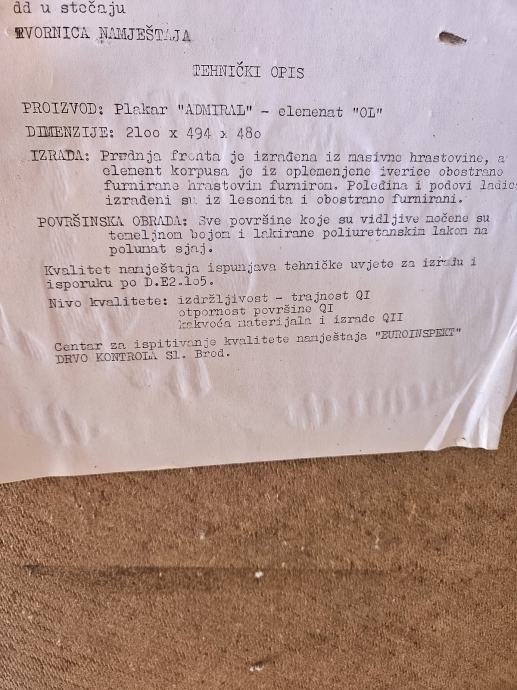 dd u stečaju
TVORNICA NAMJEŠTAJA
TEHNIČKI OPIS
PROIZVOD: Plakar "ADMIRAL" - elemenat "OL"
DIMENZIJE: 2loo x 494 x 48o
IZRADA: Prednja fronta je izrađena iz masivne hrastovine, a
element korpusa je iz oplemenjene iverice obostrano
furnirane hrastovim furnirom. Poleđina i podovi ladic
izrađeni su iz lesonita i obostrano furnirani.
POVRŠINSKA OBRADA: Sve površine koje su vidljive močene su
temeljnom bojom i lakirane poliuretanskim lakom na
polumat sjaj.
Kvalitet namještaja ispunjava tehničke uvjete za izradu i
isporuku po D.E2.lo5.
Nivo kvalitete: izdržljivost - trajnost QI
otpornost površine QI
kakvoća materijala i izrade QII
Centar za ispitivanje kvalitete namještaja "EUROINSPEKT"
DRVO KONTROLA Sl. Brod.